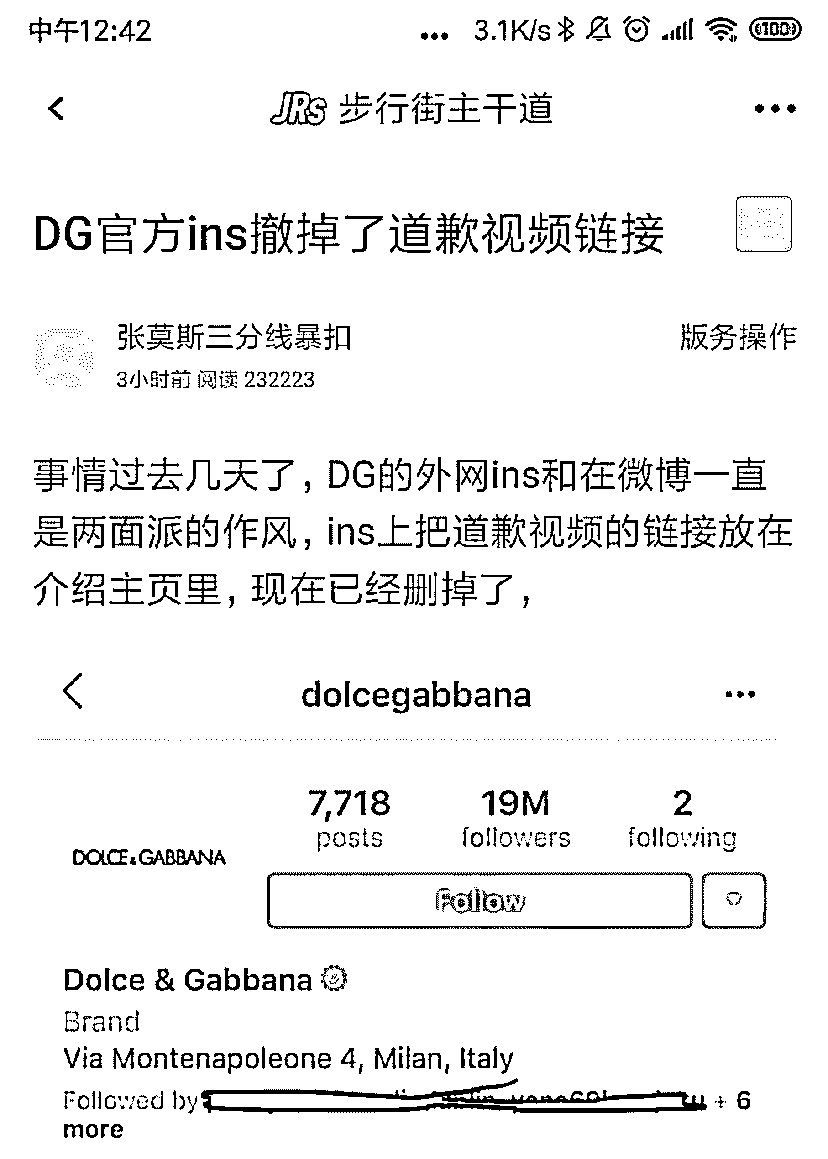 中午12:42 ... 3.1K/s 100
JRs 步行街主干道
DG官方ins撤掉了道歉视频链接
张莫斯三分线暴扣 版务操作
3小时前 阅读 232223
事情过去几天了, DG的外网ins和在微博一直
是两面派的作风, ins上把道歉视频的链接放在
介绍主页里, 现在已经删掉了,
dolcegabbana
7,718 19M 2
posts followers following
DOLCE&GABBANA
Follow
Dolce & Gabbana
Brand
Via Montenapoleone 4, Milan, Italy
Followed by + 6
more